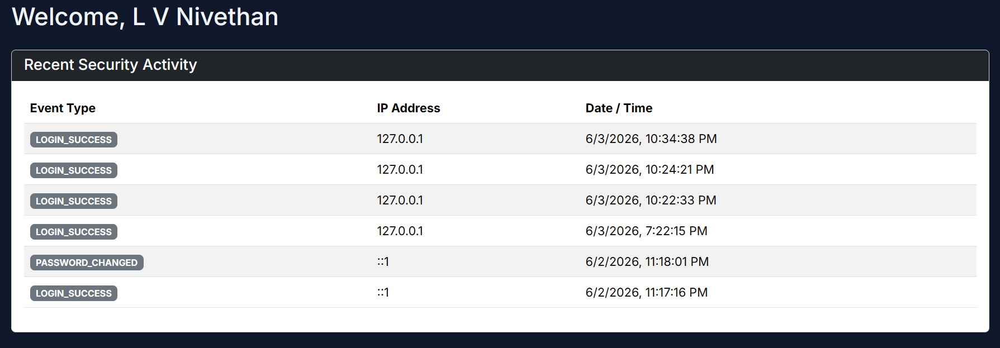 Welcome, L V Nivethan
Recent Security Activity
Event Type IP Address Date / Time
LOGIN_SUCCESS 127.0.0.1 6/3/2026, 10:34:38 PM
LOGIN_SUCCESS 127.0.0.1 6/3/2026, 10:24:21 PM
LOGIN_SUCCESS 127.0.0.1 6/3/2026, 10:22:33 PM
LOGIN_SUCCESS 127.0.0.1 6/3/2026, 7:22:15 PM
PASSWORD_CHANGED ::1 6/2/2026, 11:18:01 PM
LOGIN_SUCCESS ::1 6/2/2026, 11:17:16 PM